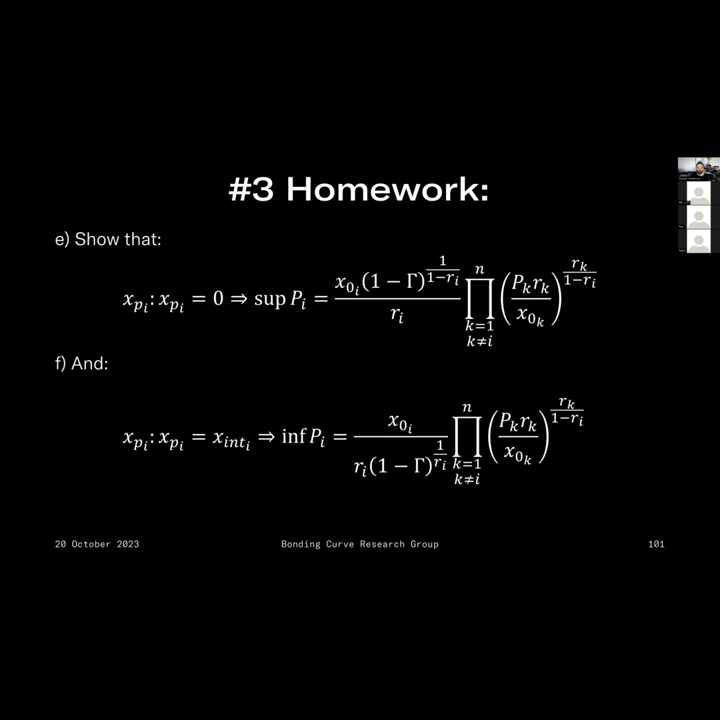 #3 Homework:
e) Show that:
x_{p_i}: x_{p_i} = 0 ⇒ sup P_i = \frac{x_{0_i}(1 − Γ)^{\frac{1}{1−r_i}}}{r_i} \prod_{\substack{k=1 \\ k≠i}}^{n} \left(\frac{P_k r_k}{x_{0_k}}\right)^{\frac{r_k}{1−r_i}}
f) And:
x_{p_i}: x_{p_i} = x_{int_i} ⇒ inf P_i = \frac{x_{0_i}}{r_i(1 − Γ)^{\frac{1}{r_i}}} \prod_{\substack{k=1 \\ k≠i}}^{n} \left(\frac{P_k r_k}{x_{0_k}}\right)^{\frac{r_k}{1−r_i}}
20 October 2023
Bonding Curve Research Group
101